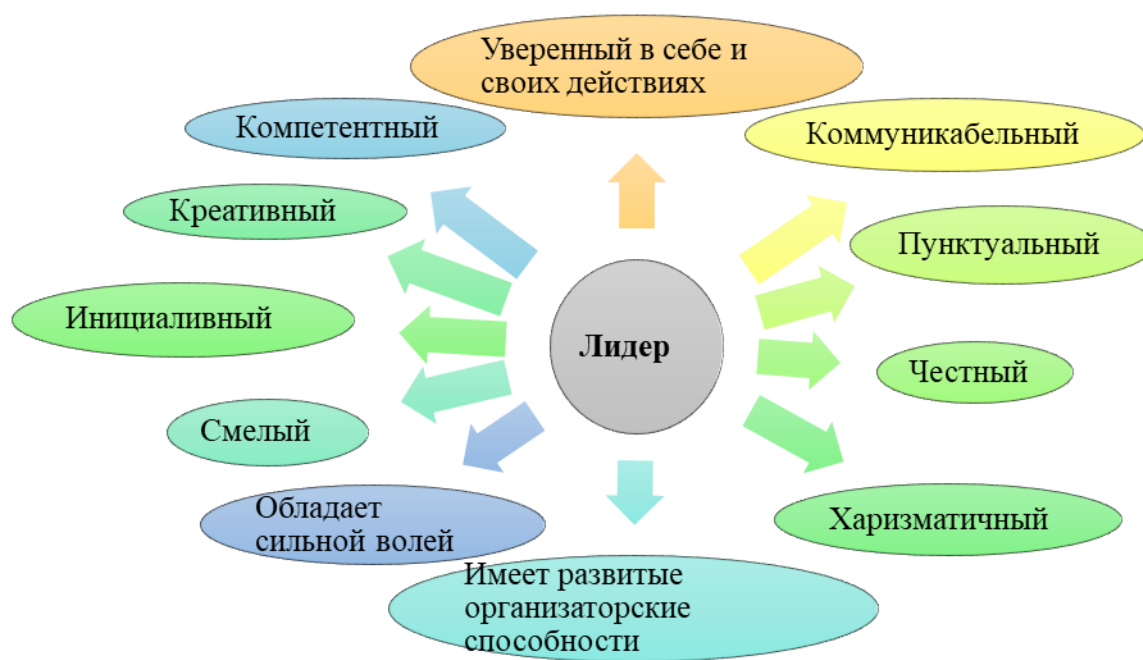 Уверенный в себе и
своих действиях
Компетентный
Коммуникабельный
Креативный
Пунктуальный
Инициаливный
Лидер
Честный
Смелый
Обладает
сильной волей
Харизматичный
Имеет развитые
организаторские
способности